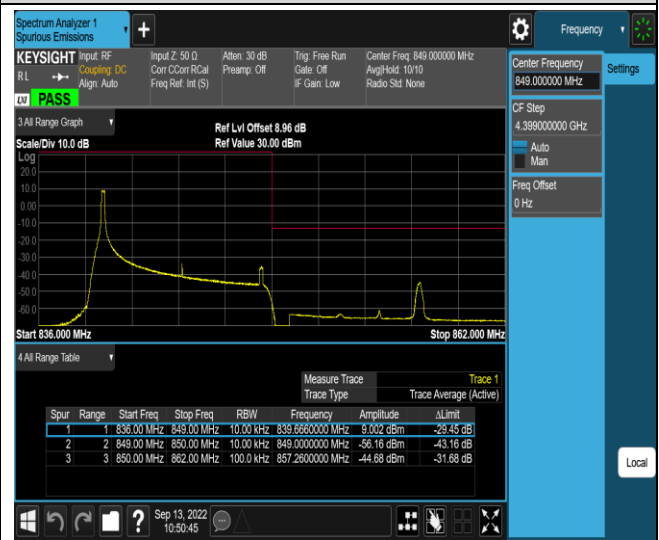 Spectrum Analyzer 1
Spurious Emissions
+
Frequency
KEYSIGHT Input: RF Input Z: 50 Ω Atten: 30 dB Trig: Free Run Center Freq: 849.000000 MHz
RL Coupling: DC Corr CCorr RCal Preamp: Off Gate: Off Avg|Hold: 10/10
Align: Auto Freq Ref: Int (S) IF Gain: Low Radio Std: None
LXI PASS
Center Frequency
849.000000 MHz
Settings
CF Step
4.399000000 GHz
Auto
Man
Freq Offset
0 Hz
3 All Range Graph
Ref Lvl Offset 8.96 dB
Scale/Div 10.0 dB Ref Value 30.00 dBm
Log
20.0
10.0
0.00
-10.0
-20.0
-30.0
-40.0
-50.0
-60.0
Start 836.000 MHz Stop 862.000 MHz
4 All Range Table
Measure Trace Trace 1
Trace Type Trace Average (Active)
Spur Range Start Freq Stop Freq RBW Frequency Amplitude ΔLimit
1 1 836.00 MHz 849.00 MHz 10.00 kHz 839.6660000 MHz 9.002 dBm -29.45 dB
2 2 849.00 MHz 850.00 MHz 10.00 kHz 849.0000000 MHz -56.16 dBm -43.16 dB
3 3 850.00 MHz 862.00 MHz 100.0 kHz 857.2600000 MHz -44.68 dBm -31.68 dB
Local
? Sep 13, 2022
10:50:45